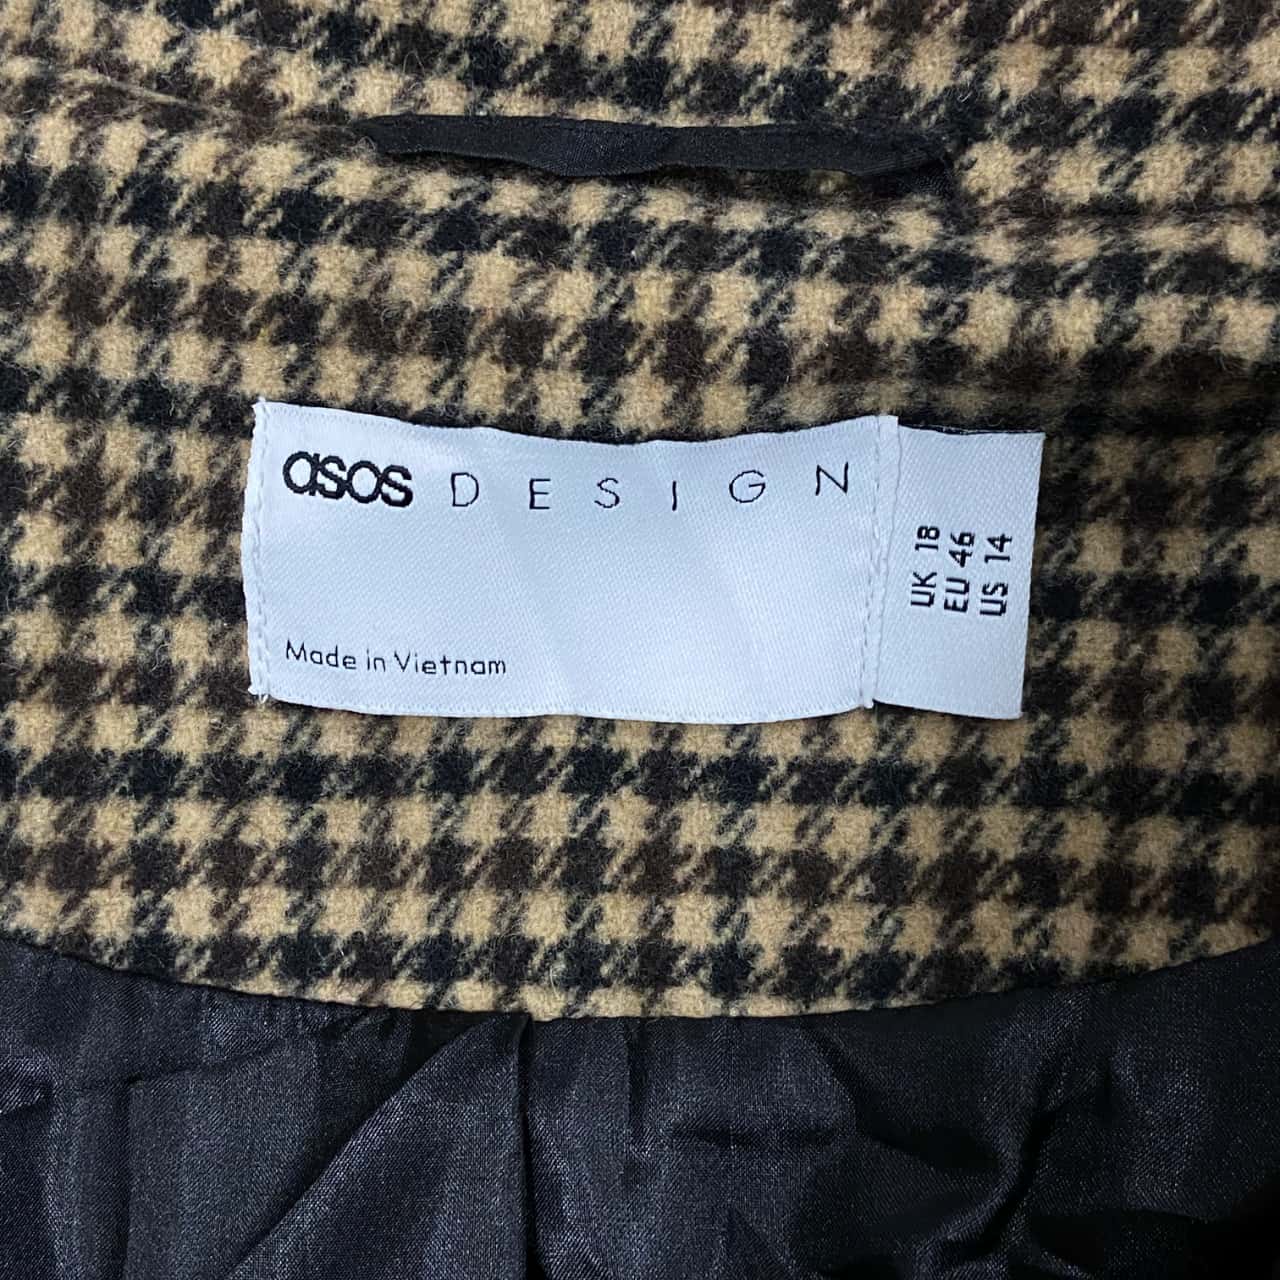 asos DESIGN
Made in Vietnam
UK 18
EU 46
US 14